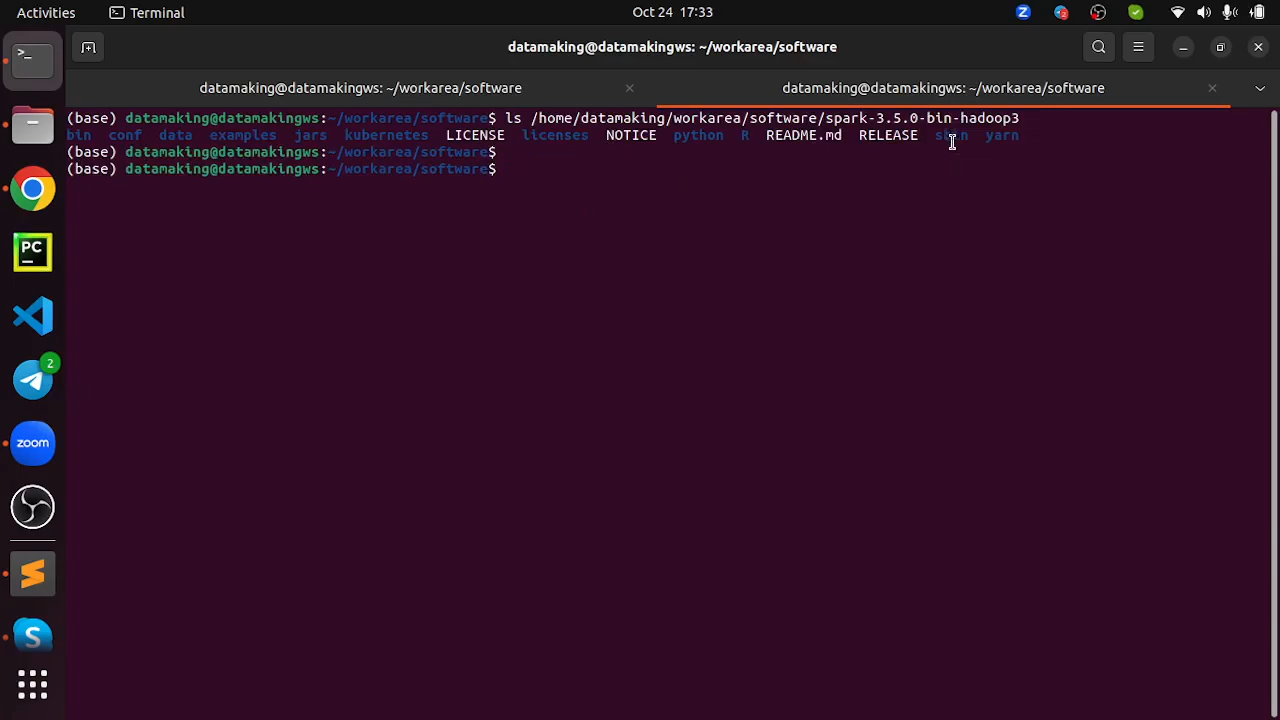 Activities Terminal Oct 24 17:33
datamaking@datamakingws: ~/workarea/software
datamaking@datamakingws: ~/workarea/software datamaking@datamakingws: ~/workarea/software
(base) datamaking@datamakingws:~/workarea/software$ ls /home/datamaking/workarea/software/spark-3.5.0-bin-hadoop3
bin conf data examples jars kubernetes LICENSE licenses NOTICE python R README.md RELEASE sbin yarn
(base) datamaking@datamakingws:~/workarea/software$
(base) datamaking@datamakingws:~/workarea/software$
PC
2
zoom
S